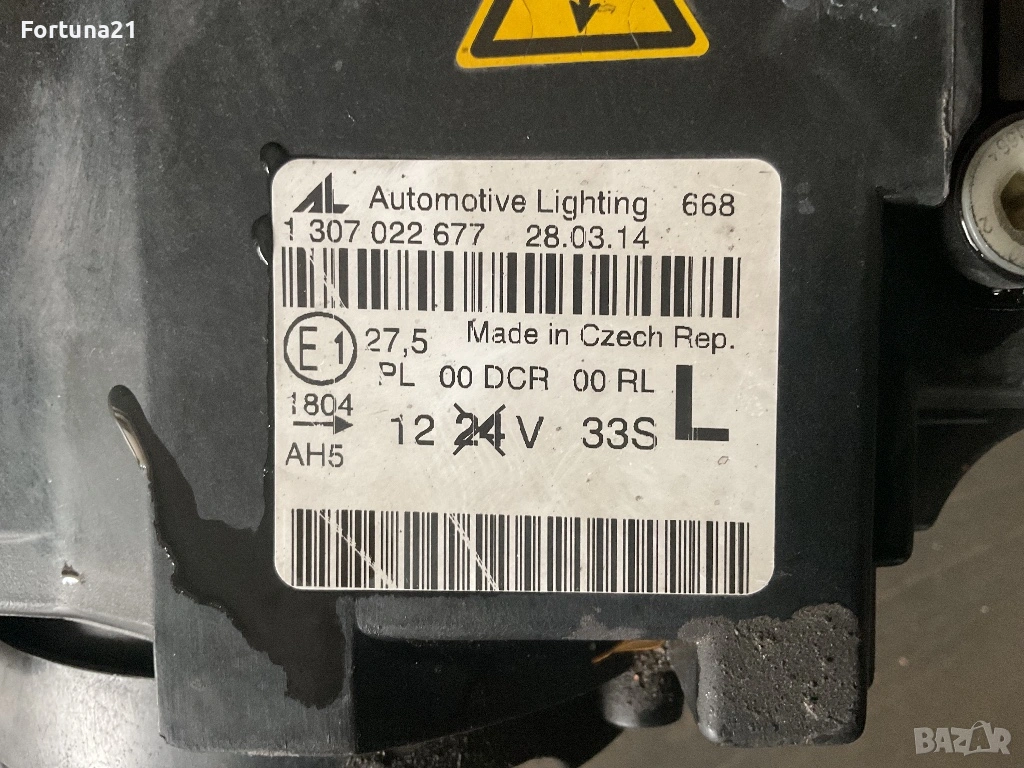 Fortuna21
AL Automotive Lighting 668
1 307 022 677 28.03.14
E1 27,5 Made in Czech Rep.
PL 00 DCR 00 RL L
1804
12 24 V 33S
AH5
BAZAR